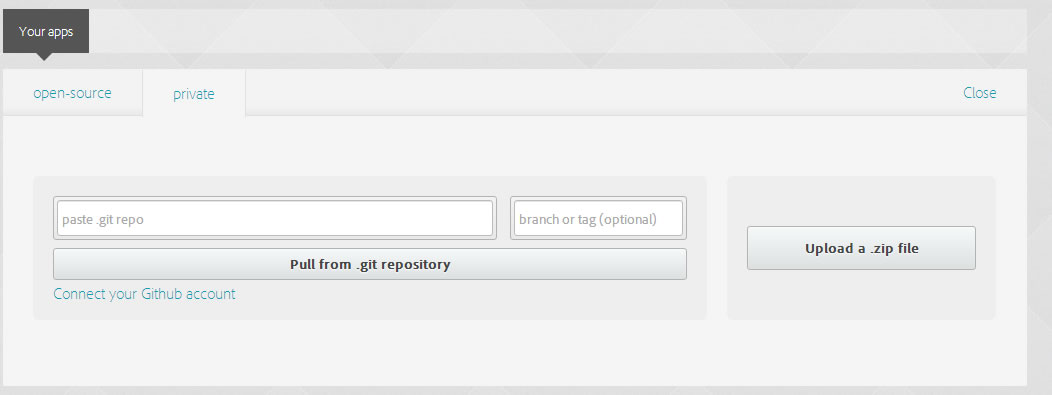 Your apps
open-source
private
Close
paste .git repo
branch or tag (optional)
Pull from .git repository
Connect your Github account
Upload a .zip file